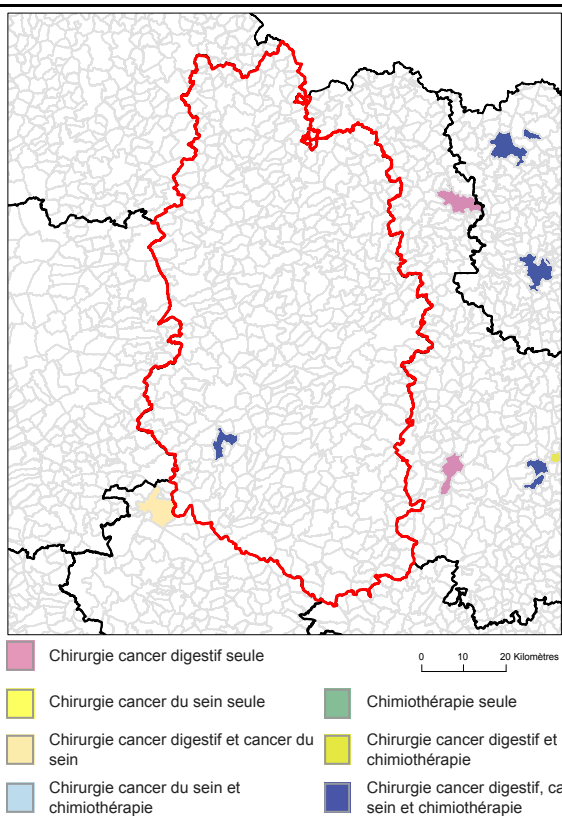 Chirurgie cancer digestif seule
0 10 20 Kilomètres
Chirurgie cancer du sein seule
Chimiothérapie seule
Chirurgie cancer digestif et cancer du
sein
Chirurgie cancer digestif et
chimiothérapie
Chirurgie cancer du sein et
chimiothérapie
Chirurgie cancer digestif, ca
sein et chimiothérapie